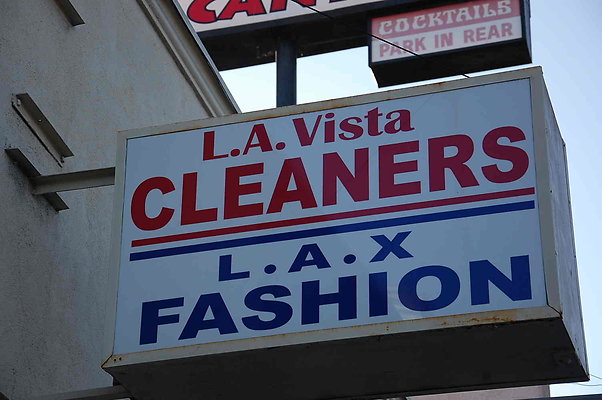 COCKTAILS
PARK IN REAR
L.A. Vista
CLEANERS
L.A.X
FASHION